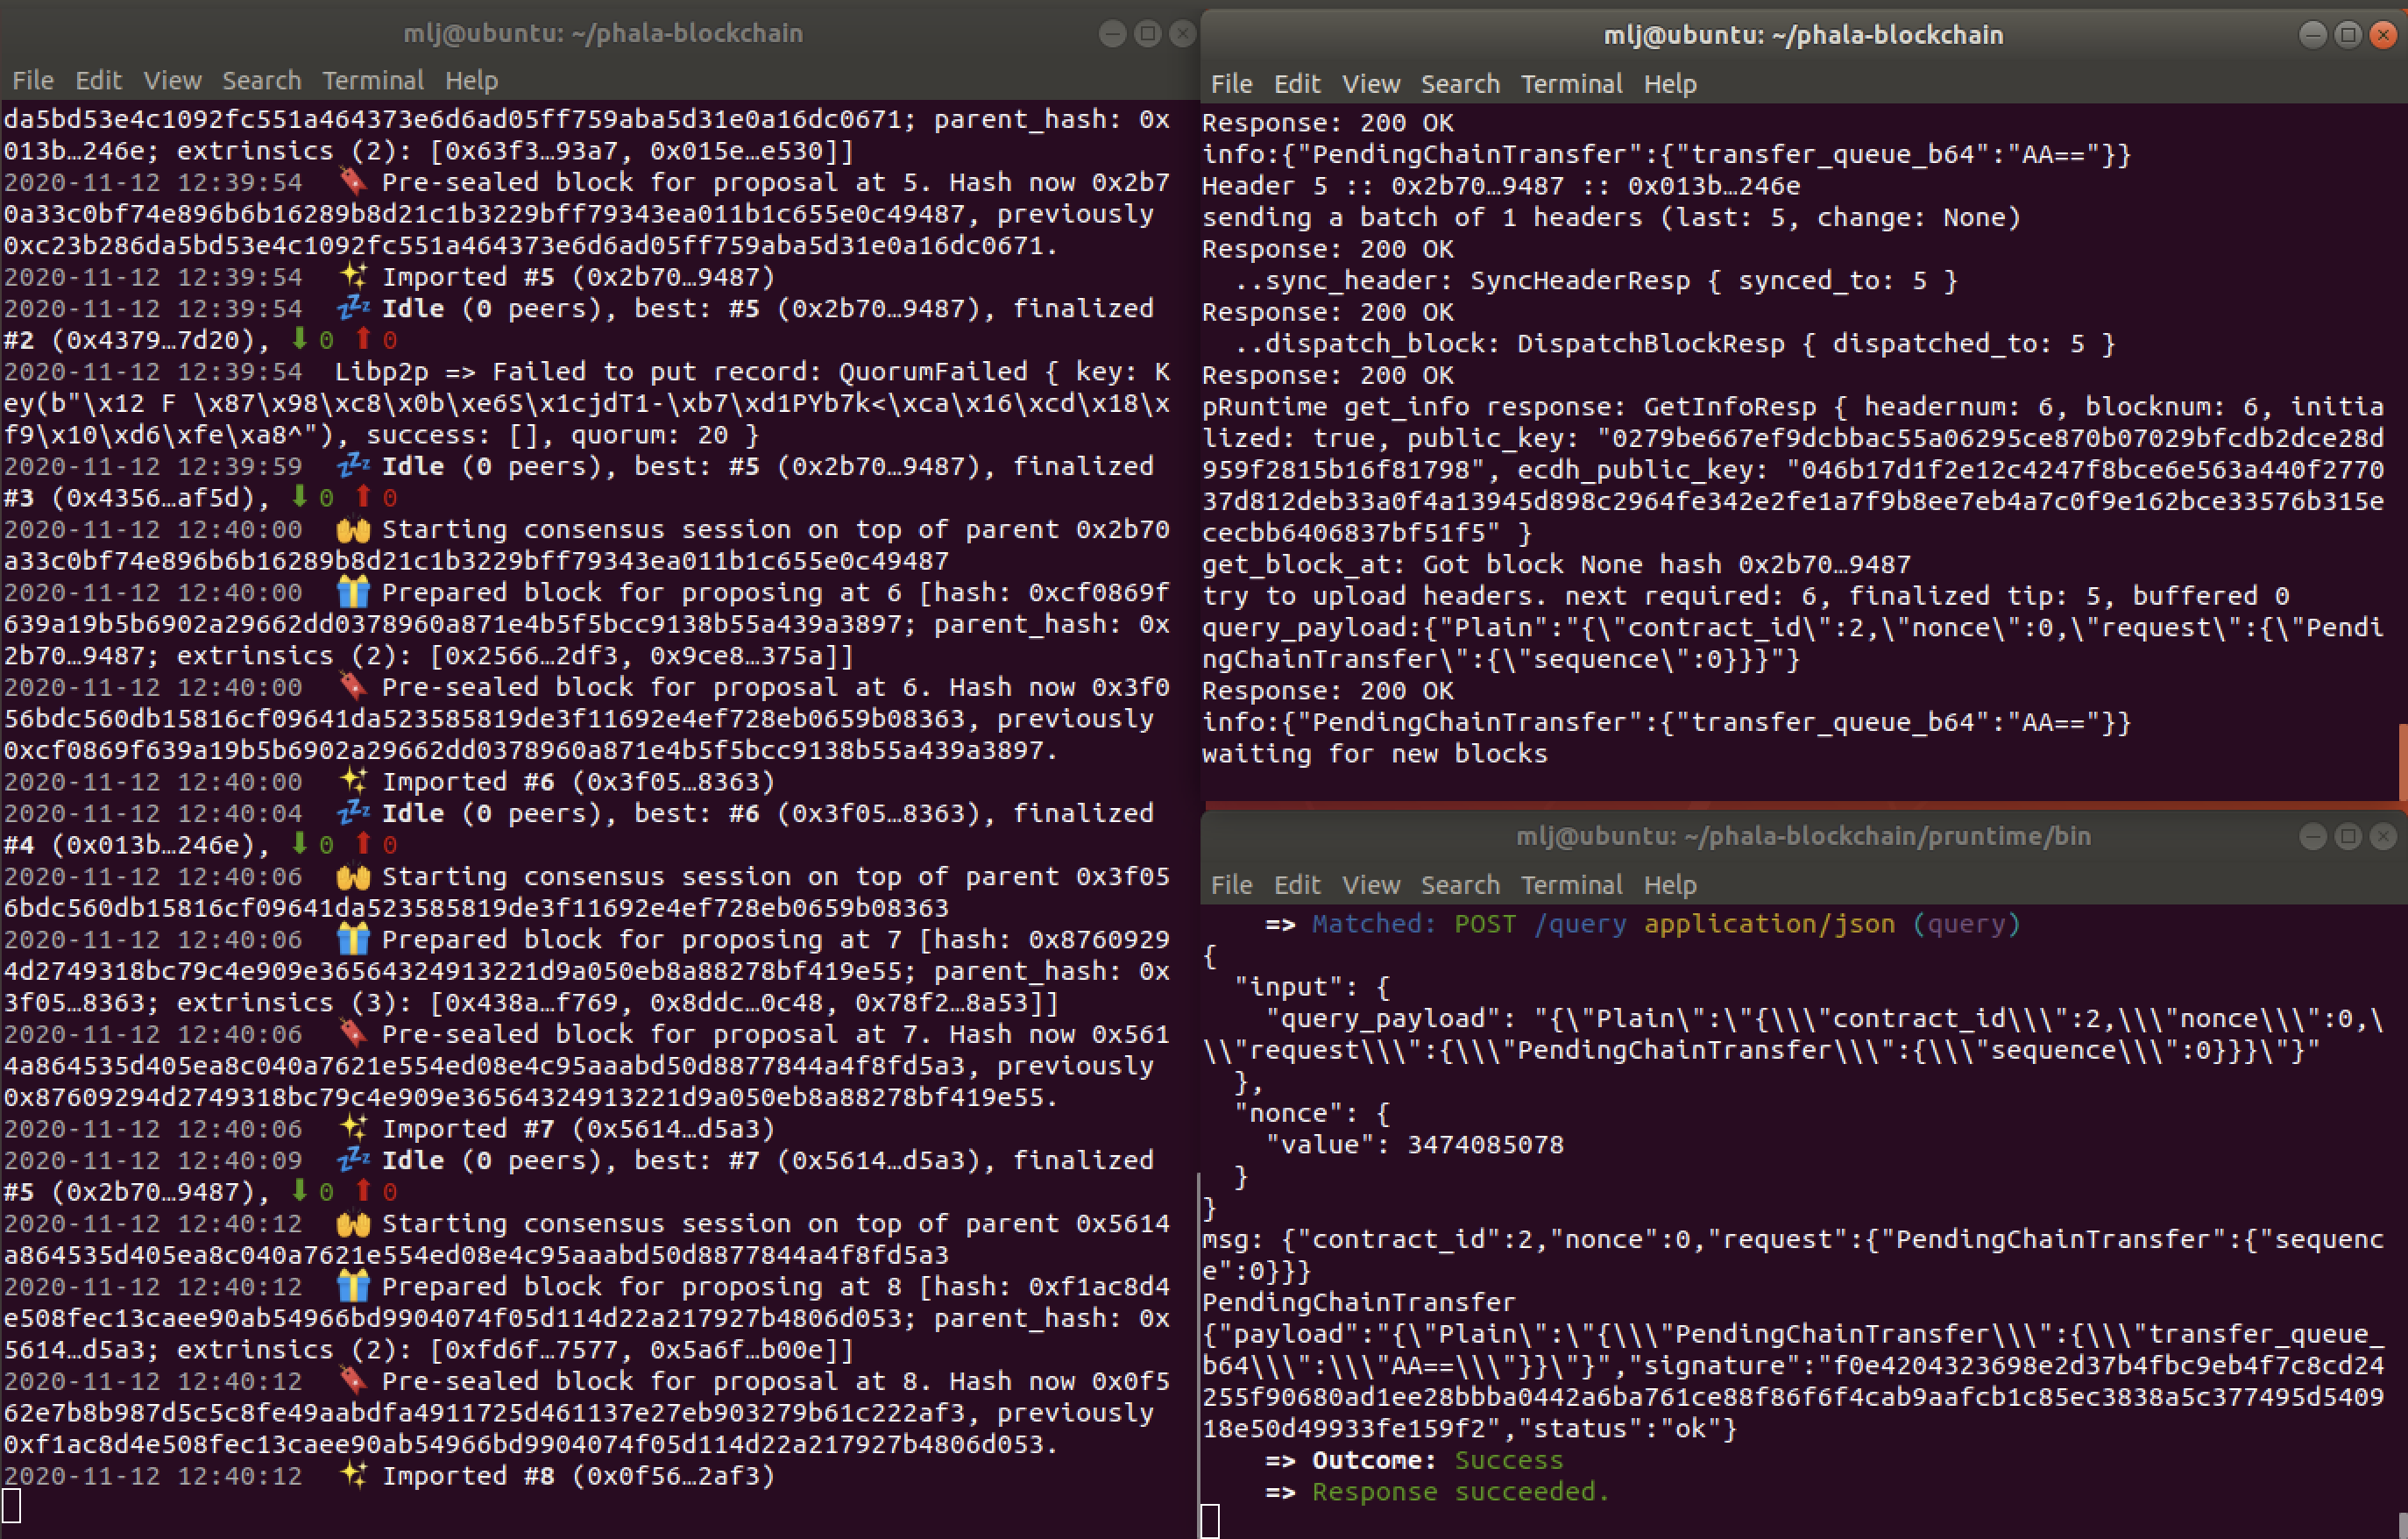 mlj@ubuntu: ~/phala-blockchain
File Edit View Search Terminal Help
da5bd53e4c1092fc551a464373e6d6ad05ff759aba5d31e0a16dc0671; parent_hash: 0x
013b…246e; extrinsics (2): [0x63f3…93a7, 0x015e…e530]]
2020-11-12 12:39:54 🔖 Pre-sealed block for proposal at 5. Hash now 0x2b7
0a33c0bf74e896b6b16289b8d21c1b3229bff79343ea011b1c655e0c49487, previously
0xc23b286da5bd53e4c1092fc551a464373e6d6ad05ff759aba5d31e0a16dc0671.
2020-11-12 12:39:54 ✨ Imported #5 (0x2b70…9487)
2020-11-12 12:39:54 💤 Idle (0 peers), best: #5 (0x2b70…9487), finalized
#2 (0x4379…7d20), ⬇ 0 ⬆ 0
2020-11-12 12:39:54 Libp2p => Failed to put record: QuorumFailed { key: K
ey(b"\x12 F \x87\x98\xc8\x0b\xe6S\x1cjdT1-\xb7\xd1PYb7k<\xca\x16\xcd\x18\x
f9\x10\xd6\xfe\xa8^"), success: [], quorum: 20 }
2020-11-12 12:39:59 💤 Idle (0 peers), best: #5 (0x2b70…9487), finalized
#3 (0x4356…af5d), ⬇ 0 ⬆ 0
2020-11-12 12:40:00 🙌 Starting consensus session on top of parent 0x2b70
a33c0bf74e896b6b16289b8d21c1b3229bff79343ea011b1c655e0c49487
2020-11-12 12:40:00 🎁 Prepared block for proposing at 6 [hash: 0xcf0869f
639a19b5b6902a29662dd0378960a871e4b5f5bcc9138b55a439a3897; parent_hash: 0x
2b70…9487; extrinsics (2): [0x2566…2df3, 0x9ce8…375a]]
2020-11-12 12:40:00 🔖 Pre-sealed block for proposal at 6. Hash now 0x3f0
56bdc560db15816cf09641da523585819de3f11692e4ef728eb0659b08363, previously
0xcf0869f639a19b5b6902a29662dd0378960a871e4b5f5bcc9138b55a439a3897.
2020-11-12 12:40:00 ✨ Imported #6 (0x3f05…8363)
2020-11-12 12:40:04 💤 Idle (0 peers), best: #6 (0x3f05…8363), finalized
#4 (0x013b…246e), ⬇ 0 ⬆ 0
2020-11-12 12:40:06 🙌 Starting consensus session on top of parent 0x3f05
6bdc560db15816cf09641da523585819de3f11692e4ef728eb0659b08363
2020-11-12 12:40:06 🎁 Prepared block for proposing at 7 [hash: 0x8760929
4d2749318bc79c4e909e36564324913221d9a050eb8a88278bf419e55; parent_hash: 0x
3f05…8363; extrinsics (3): [0x438a…f769, 0x8ddc…0c48, 0x78f2…8a53]]
2020-11-12 12:40:06 🔖 Pre-sealed block for proposal at 7. Hash now 0x561
4a864535d405ea8c040a7621e554ed08e4c95aaabd50d8877844a4f8fd5a3, previously
0x87609294d2749318bc79c4e909e36564324913221d9a050eb8a88278bf419e55.
2020-11-12 12:40:06 ✨ Imported #7 (0x5614…d5a3)
2020-11-12 12:40:09 💤 Idle (0 peers), best: #7 (0x5614…d5a3), finalized
#5 (0x2b70…9487), ⬇ 0 ⬆ 0
2020-11-12 12:40:12 🙌 Starting consensus session on top of parent 0x5614
a864535d405ea8c040a7621e554ed08e4c95aaabd50d8877844a4f8fd5a3
2020-11-12 12:40:12 🎁 Prepared block for proposing at 8 [hash: 0xf1ac8d4
e508fec13caee90ab54966bd9904074f05d114d22a217927b4806d053; parent_hash: 0x
5614…d5a3; extrinsics (2): [0xfd6f…7577, 0x5a6f…b00e]]
2020-11-12 12:40:12 🔖 Pre-sealed block for proposal at 8. Hash now 0x0f5
62e7b8b987d5c5c8fe49aabdfa4911725d461137e27eb903279b61c222af3, previously
0xf1ac8d4e508fec13caee90ab54966bd9904074f05d114d22a217927b4806d053.
2020-11-12 12:40:12 ✨ Imported #8 (0x0f56…2af3)
mlj@ubuntu: ~/phala-blockchain
File Edit View Search Terminal Help
Response: 200 OK
info:{"PendingChainTransfer":{"transfer_queue_b64":"AA=="}}
Header 5 :: 0x2b70…9487 :: 0x013b…246e
sending a batch of 1 headers (last: 5, change: None)
Response: 200 OK
..sync_header: SyncHeaderResp { synced_to: 5 }
Response: 200 OK
..dispatch_block: DispatchBlockResp { dispatched_to: 5 }
Response: 200 OK
pRuntime get_info response: GetInfoResp { headernum: 6, blocknum: 6, initia
lized: true, public_key: "0279be667ef9dcbbac55a06295ce870b07029bfcdb2dce28d
959f2815b16f81798", ecdh_public_key: "046b17d1f2e12c4247f8bce6e563a440f2770
37d812deb33a0f4a13945d898c2964fe342e2fe1a7f9b8ee7eb4a7c0f9e162bce33576b315e
cecbb6406837bf51f5" }
get_block_at: Got block None hash 0x2b70…9487
try to upload headers. next required: 6, finalized tip: 5, buffered 0
query_payload:{"Plain":"{\"contract_id\":2,\"nonce\":0,\"request\":{\"Pendi
ngChainTransfer\":{\"sequence\":0}}}"}
Response: 200 OK
info:{"PendingChainTransfer":{"transfer_queue_b64":"AA=="}}
waiting for new blocks
mlj@ubuntu: ~/phala-blockchain/pruntime/bin
File Edit View Search Terminal Help
=> Matched: POST /query application/json (query)
{
"input": {
"query_payload": "{\"Plain\":\"{\\\"contract_id\\\":2,\\\"nonce\\\":0,\
\\"request\\\":{\\\"PendingChainTransfer\\\":{\\\"sequence\\\":0}}}\"}"
},
"nonce": {
"value": 3474085078
}
}
msg: {"contract_id":2,"nonce":0,"request":{"PendingChainTransfer":{"sequenc
e":0}}}
PendingChainTransfer
{"payload":"{\"Plain\":\"{\\\"PendingChainTransfer\\\":{\\\"transfer_queue_
b64\\\":\\\"AA==\\\"}}\"}","signature":"f0e4204323698e2d37b4fbc9eb4f7c8cd24
255f90680ad1ee28bbba0442a6ba761ce88f86f6f4cab9aafcb1c85ec3838a5c377495d5409
18e50d49933fe159f2","status":"ok"}
=> Outcome: Success
=> Response succeeded.